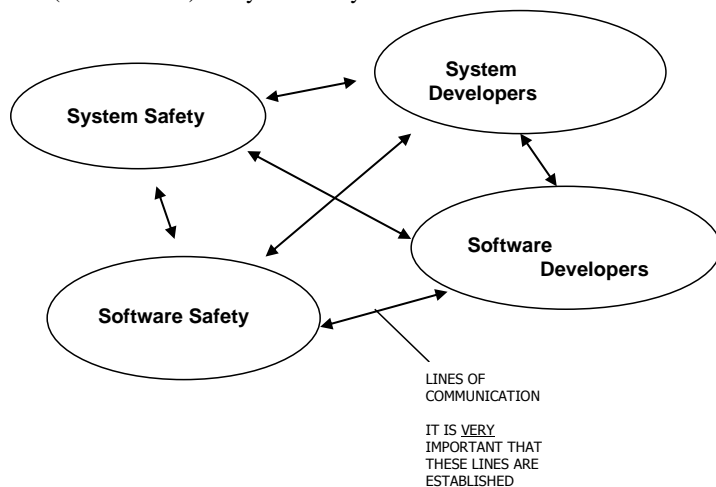 System
Developers
System Safety
Software
Developers
Software Safety
LINES OF
COMMUNICATION
IT IS VERY
IMPORTANT THAT
THESE LINES ARE
ESTABLISHED